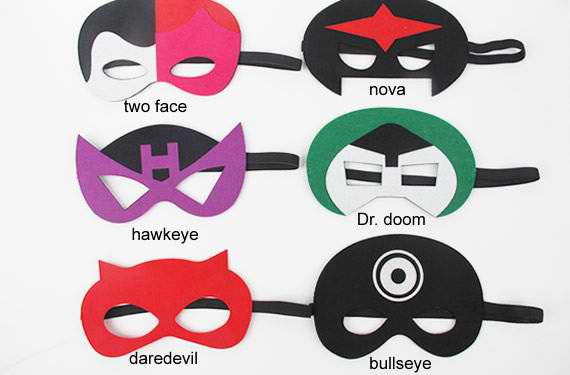 two face
nova
H
hawkeye
Dr. doom
daredevil
bullseye